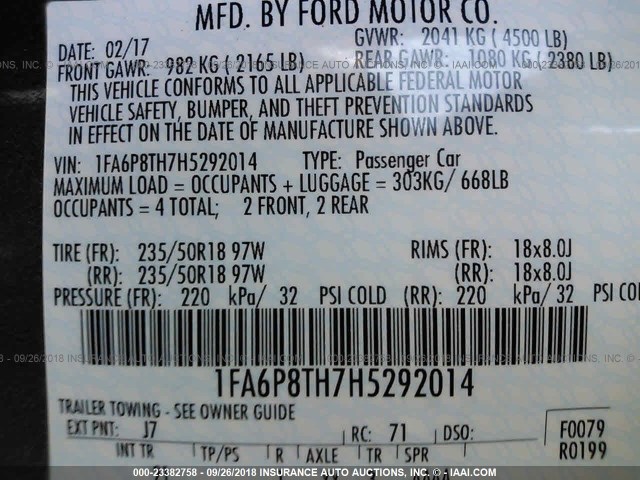 MFD. BY FORD MOTOR CO.
DATE: 02/17 GVWR: 2041 KG ( 4500 LB)
FRONT GAWR: 982 KG ( 2165 LB) REAR GAWR: 1080 KG ( 2380 LB)
THIS VEHICLE CONFORMS TO ALL APPLICABLE FEDERAL MOTOR
VEHICLE SAFETY, BUMPER, AND THEFT PREVENTION STANDARDS
IN EFFECT ON THE DATE OF MANUFACTURE SHOWN ABOVE.
VIN: 1FA6P8TH7H5292014 TYPE: Passenger Car
MAXIMUM LOAD = OCCUPANTS + LUGGAGE = 303KG/ 668LB
OCCUPANTS = 4 TOTAL; 2 FRONT, 2 REAR
TIRE (FR): 235/50R18 97W RIMS (FR): 18x8.0J
(RR): 235/50R18 97W (RR): 18x8.0J
PRESSURE (FR): 220 kPa/ 32 PSI COLD (RR): 220 kPa/ 32 PSI CO
1FA6P8TH7H5292014
TRAILER TOWING - SEE OWNER GUIDE
EXT PNT: J7 RC: 71 DSO: F0079
INT TR TP/PS R AXLE TR SPR R0199
000-23382758 - 09/26/2018 - IAAI.COM